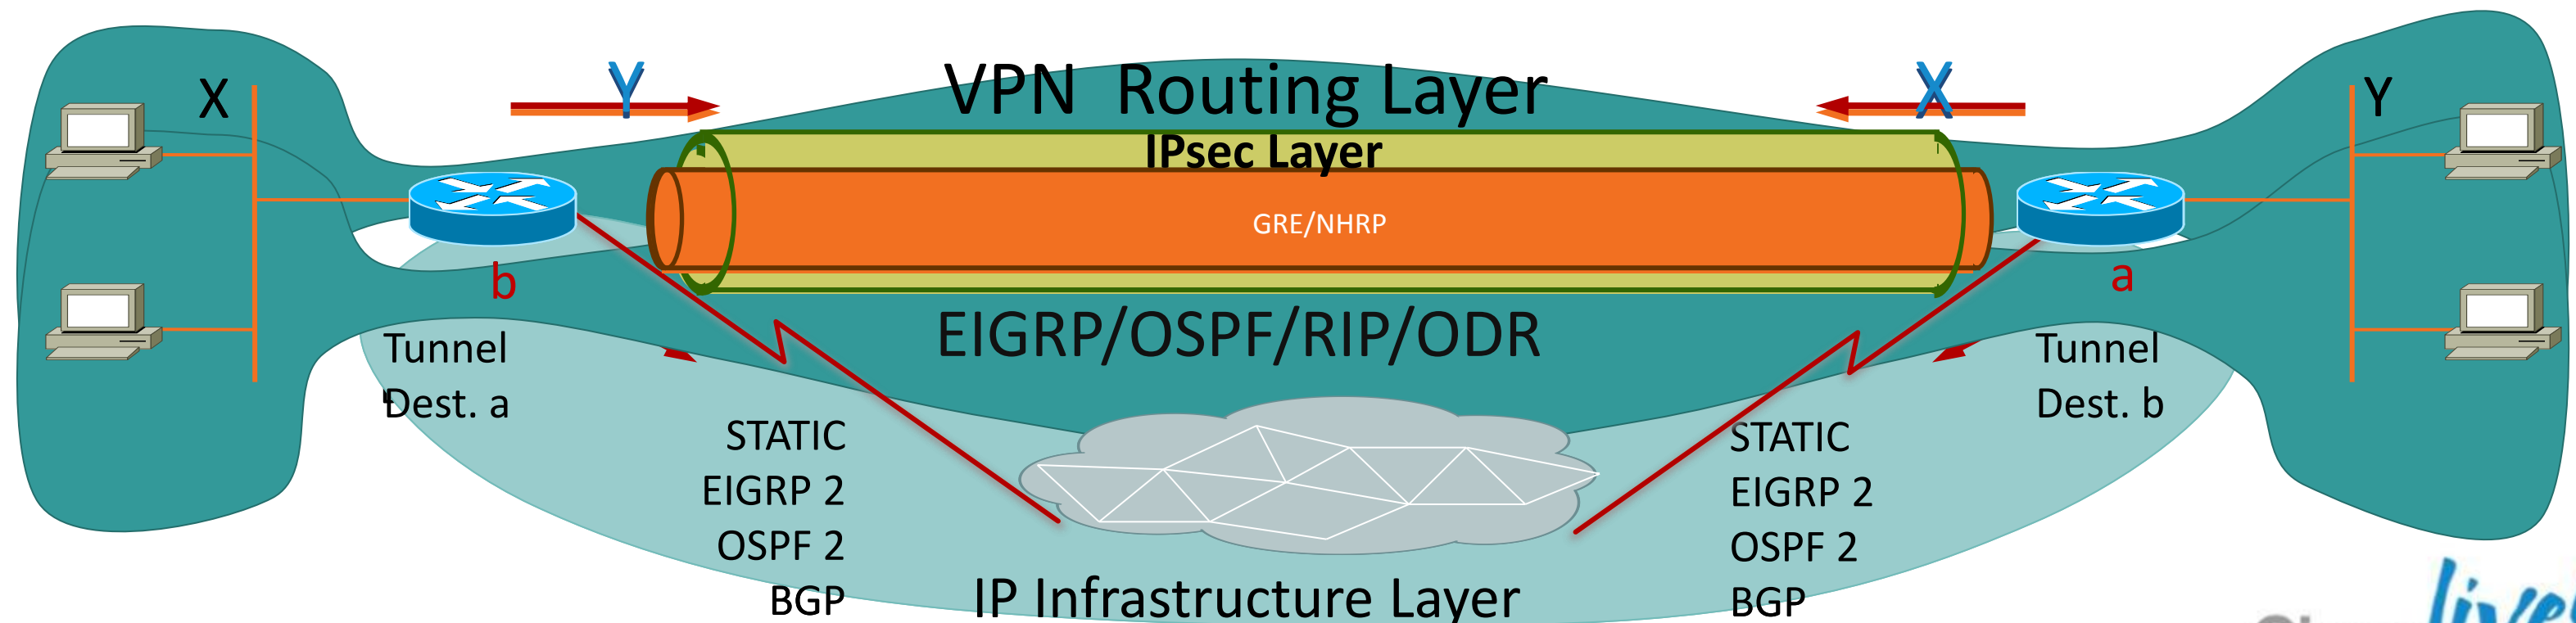 X
Y
VPN Routing Layer
X
Y
IPsec Layer
GRE/NHRP
b
a
EIGRP/OSPF/RIP/ODR
Tunnel
Dest. a
Tunnel
Dest. b
STATIC
EIGRP 2
OSPF 2
BGP
STATIC
EIGRP 2
OSPF 2
BGP
IP Infrastructure Layer